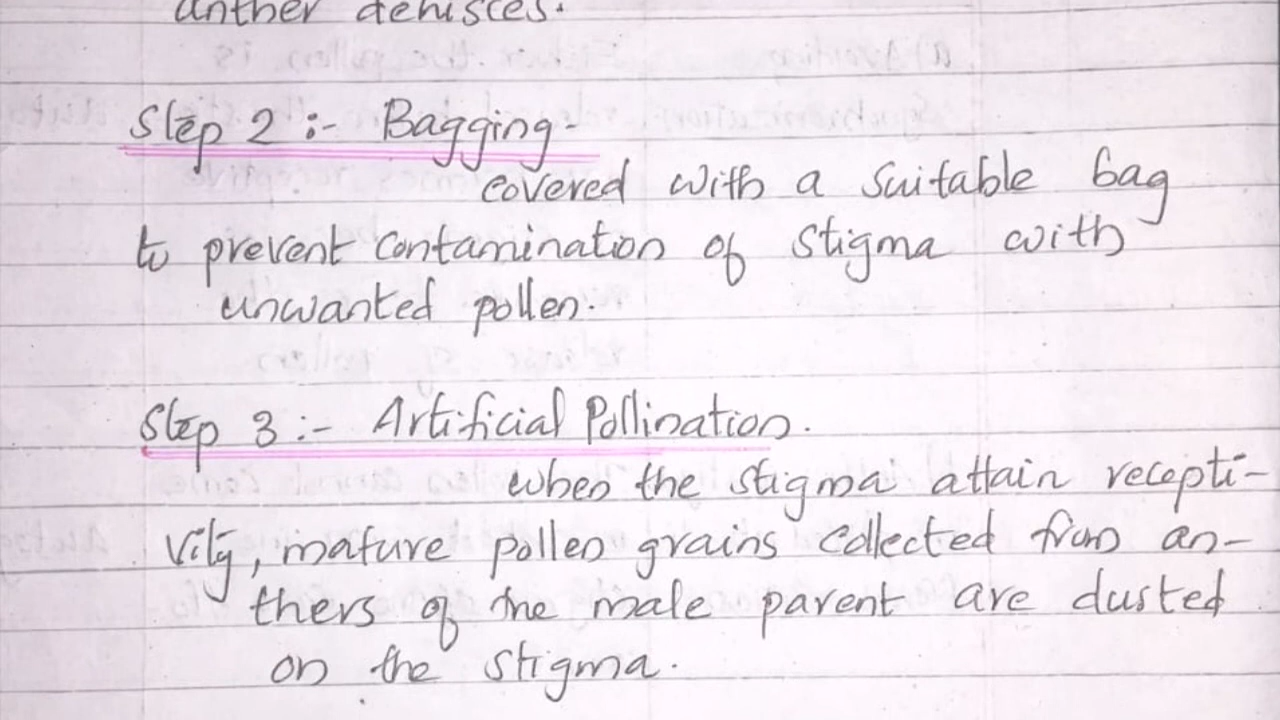 anther dehisces.
Step 2 :- Bagging -
covered with a suitable bag
to prevent contamination of stigma with
unwanted pollen.
Step 3 :- Artificial Pollination.
when the stigma attain recepti-
vity, mature pollen grains collected from an-
thers of the male parent are dusted
on the stigma.